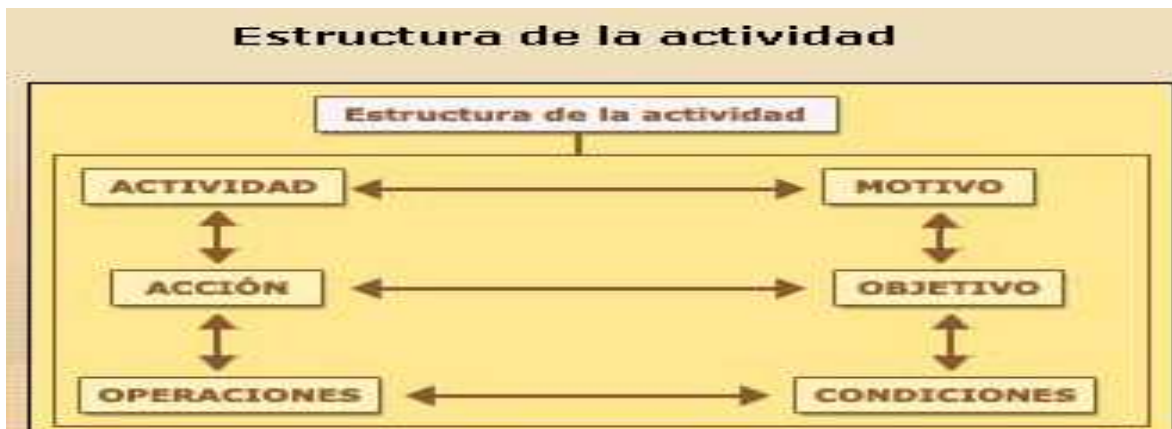 Estructura de la actividad
Estructura de la actividad
ACTIVIDAD MOTIVO
ACCIÓN OBJETIVO
OPERACIONES CONDICIONES